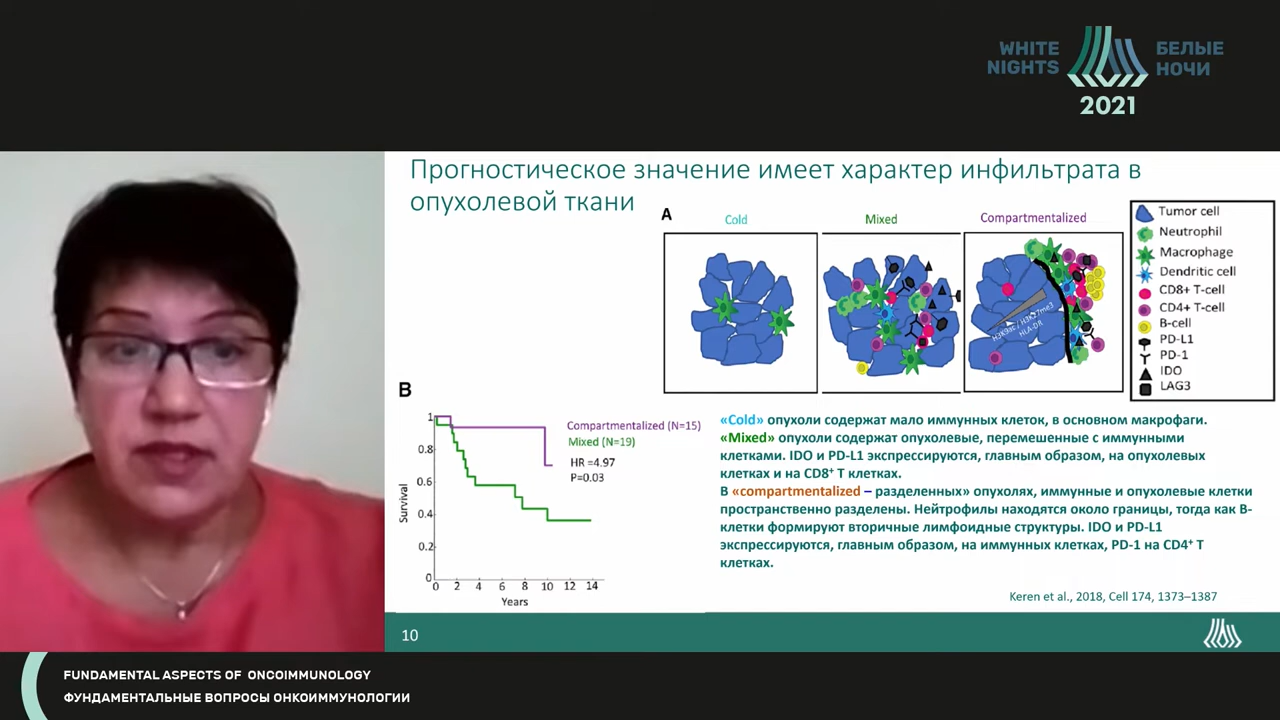 WHITE
NIGHTS
БЕЛЫЕ
НОЧИ
2021
Прогностическое значение имеет характер инфильтрата в
опухолевой ткани
A
Cold
Mixed
Compartmentalized
H3K9ac / H3K27me3
HLA-DR
Tumor cell
Neutrophil
Macrophage
Dendritic cell
CD8+ T-cell
CD4+ T-cell
B-cell
PD-L1
PD-1
IDO
LAG3
B
Survival
1
0.8
0.6
0.4
0.2
0
0 2 4 6 8 10 12 14
Years
Compartmentalized (N=15)
Mixed (N=19)
HR =4.97
P=0.03
«Cold» опухоли содержат мало иммунных клеток, в основном макрофаги.
«Mixed» опухоли содержат опухолевые, перемешенные с иммунными
клетками. IDO и PD-L1 экспрессируются, главным образом, на опухолевых
клетках и на CD8⁺ Т клетках.
В «compartmentalized – разделенных» опухолях, иммунные и опухолевые клетки
пространственно разделены. Нейтрофилы находятся около границы, тогда как В-
клетки формируют вторичные лимфоидные структуры. IDO и PD-L1
экспрессируются, главным образом, на иммунных клетках, PD-1 на CD4⁺ Т
клетках.
Keren et al., 2018, Cell 174, 1373–1387
10
FUNDAMENTAL ASPECTS OF ONCOIMMUNOLOGY
ФУНДАМЕНТАЛЬНЫЕ ВОПРОСЫ ОНКОИММУНОЛОГИИ